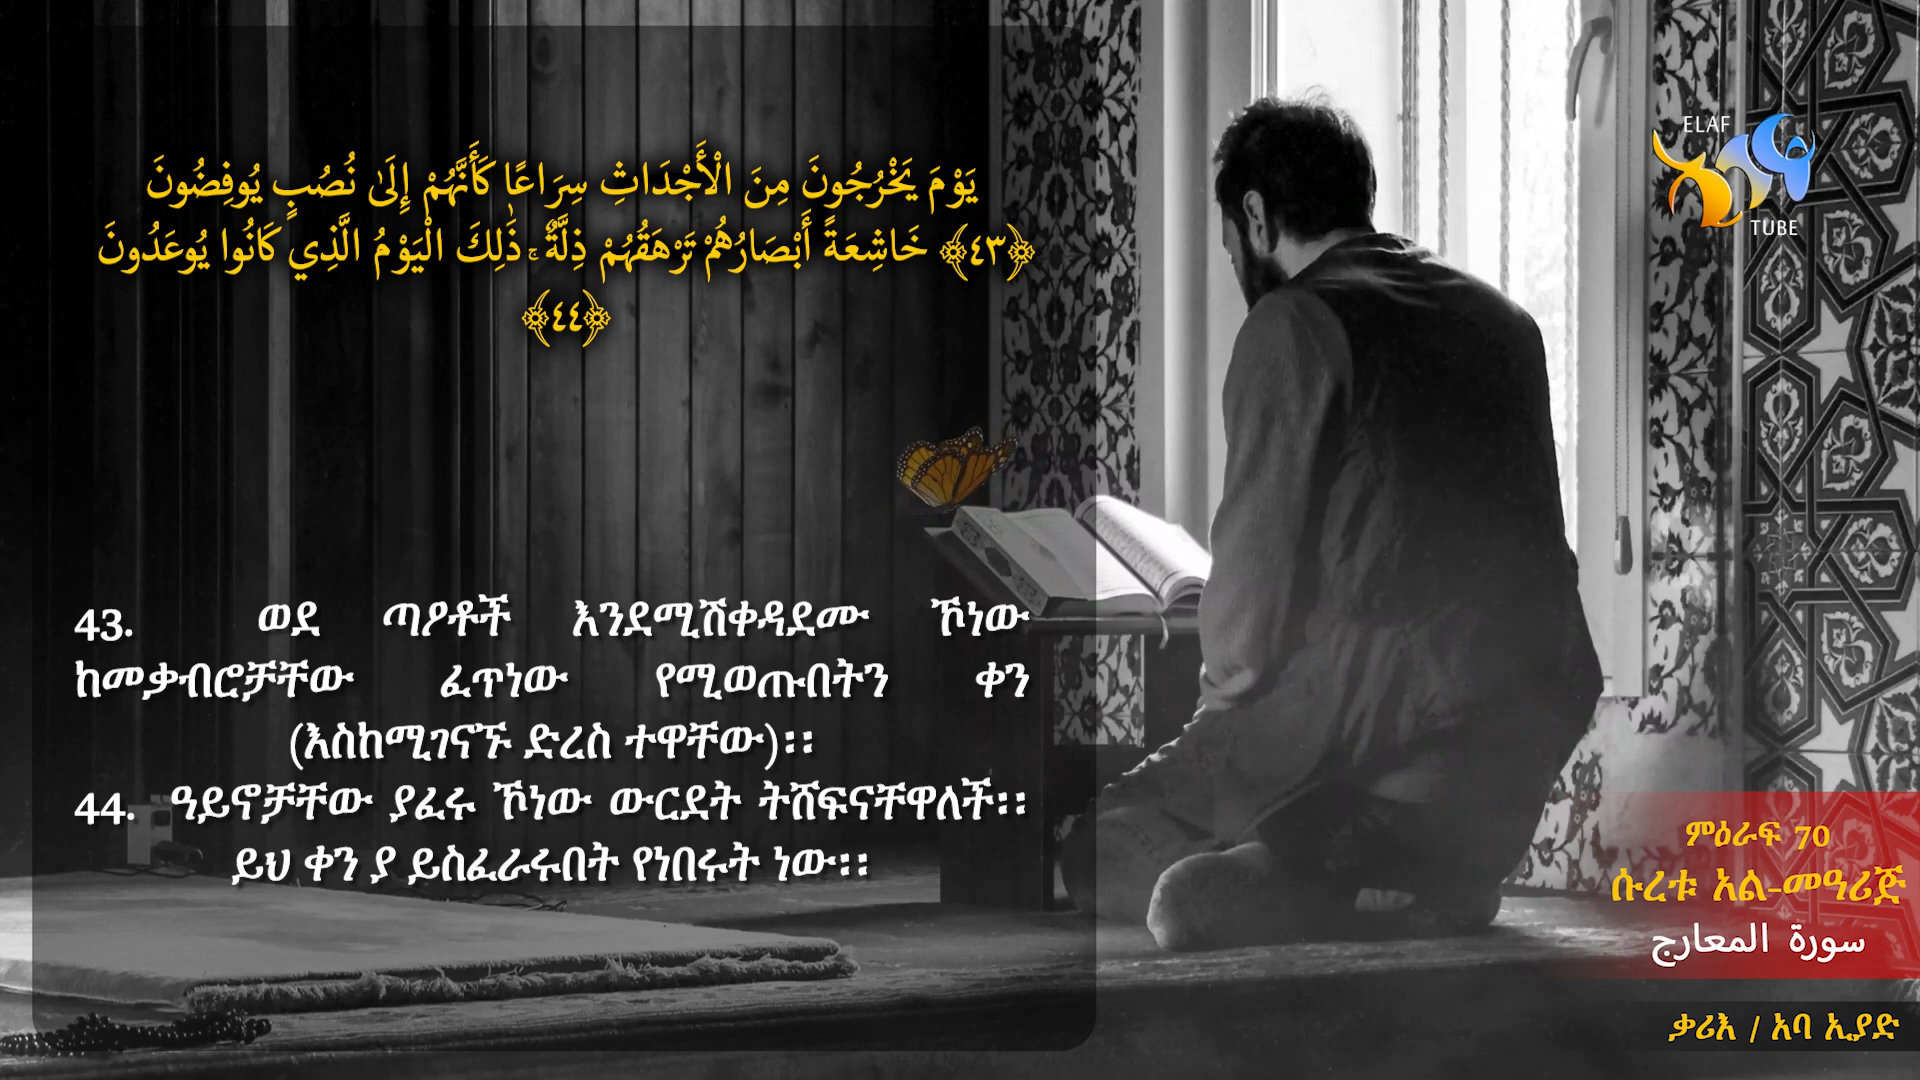 يَوْمَ يَخْرُجُونَ مِنَ الْأَجْدَاثِ سِرَاعًا كَأَنَّهُمْ إِلَىٰ نُصُبٍ يُوفِضُونَ
﴿٤٣﴾ خَاشِعَةً أَبْصَارُهُمْ تَرْهَقُهُمْ ذِلَّةٌ ۚ ذَٰلِكَ الْيَوْمُ الَّذِي كَانُوا يُوعَدُونَ
﴿٤٤﴾
43. ወደ ጣዖቶች እንደሚሽቀዳደሙ ኾነው
ከመቃብሮቻቸው ፈጥነው የሚወጡበትን ቀን
(እስከሚገናኙ ድረስ ተዋቸው)፡፡
44. ዓይኖቻቸው ያፈሩ ኾነው ውርደት ትሸፍናቸዋለች፡፡
ይህ ቀን ያ ይስፈራሩበት የነበሩት ነው፡፡
ELAF
TUBE
ምዕራፍ 70
ሱረቱ አል-መዓሪጅ
سورة المعارج
ቃሪእ / አባ ኢያድ